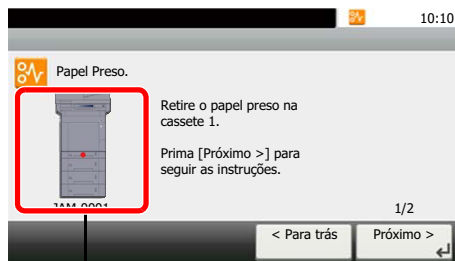 10:10
Papel Preso.
Retire o papel preso na
cassete 1.
Prima [Próximo >] para
seguir as instruções.
1/2
< Para trás
Próximo >